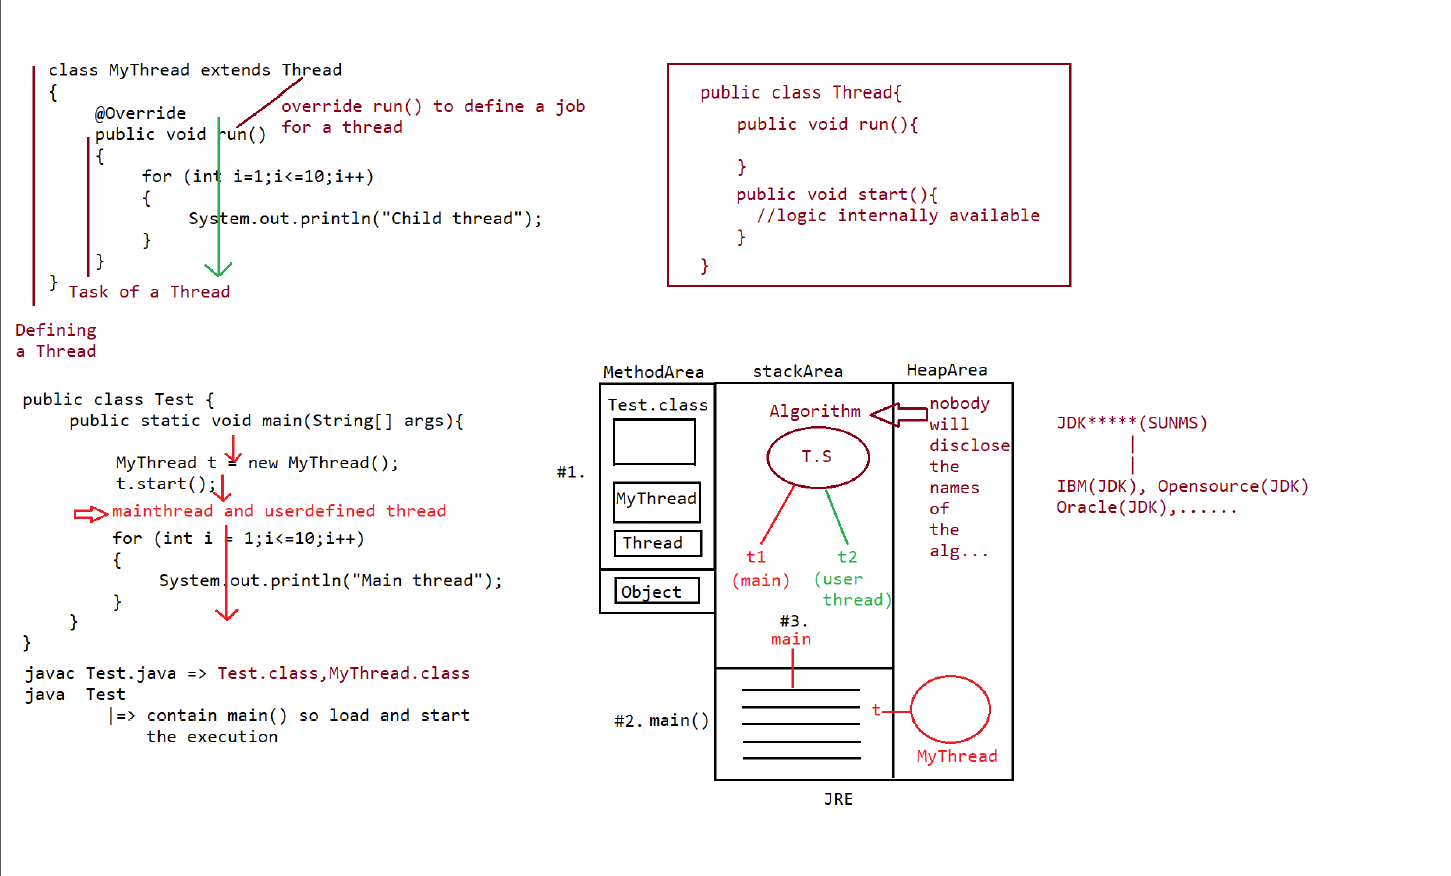 class MyThread extends Thread
{
@Override
public void run()
{
for (int i=1;i<=10;i++)
{
System.out.println("Child thread");
}
}
}
override run() to define a job
for a thread
Task of a Thread
Defining
a Thread
public class Thread{
public void run(){
}
public void start(){
//logic internally available
}
}
public class Test {
public static void main(String[] args){
MyThread t = new MyThread();
t.start();
mainthread and userdefined thread
for (int i = 1;i<=10;i++)
{
System.out.println("Main thread");
}
}
}
javac Test.java => Test.class,MyThread.class
java Test
|=> contain main() so load and start
the execution
MethodArea
stackArea
HeapArea
#1.
Test.class
MyThread
Thread
Object
Algorithm
T.S
t1
(main)
t2
(user
thread)
#3.
main
nobody
will
disclose
the
names
of
the
alg...
#2. main()
t
MyThread
JRE
JDK*****(SUNMS)
IBM(JDK), Opensource(JDK)
Oracle(JDK),......